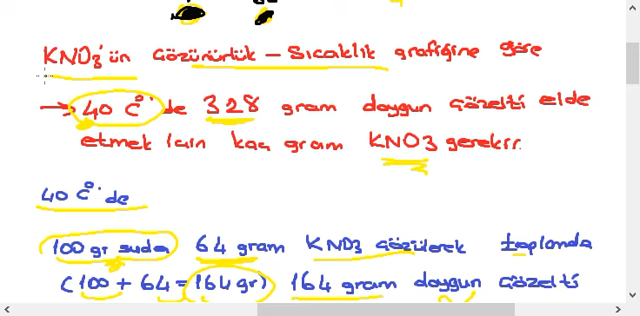 KNO3'ün çözünürlük - Sıcaklık grafiğine göre
→ 40 C° de 328 gram doygun çözelti elde
etmek için kaç gram KNO3 gerekir.
40 C° de
100 gr suda 64 gram KNO3 çözülerek toplamda
(100 + 64 = 164 gr) 164 gram doygun çözelti